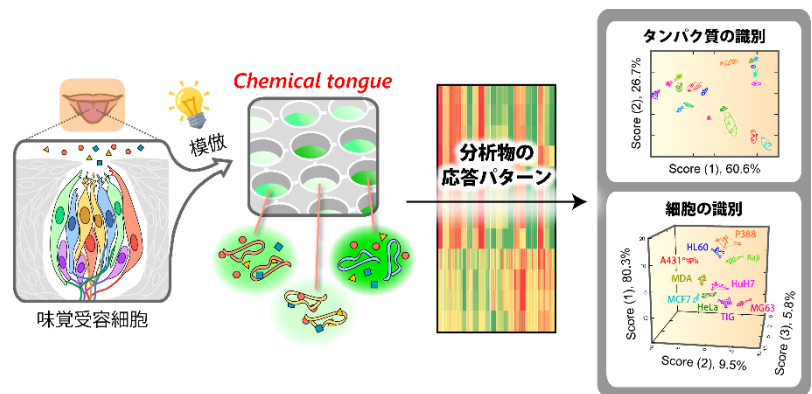 味覚受容細胞
模倣
Chemical tongue
分析物の
応答パターン
タンパク質の識別
Score (2), 26.7%
Score (1), 60.6%
細胞の識別
P388
HL60
Raji
A431
MDA
HuH7
MCF7
HeLa
TIG
MG63
Score (1), 80.3%
20
10
0
Score (2), 9.5%
Score (3), 5.8%